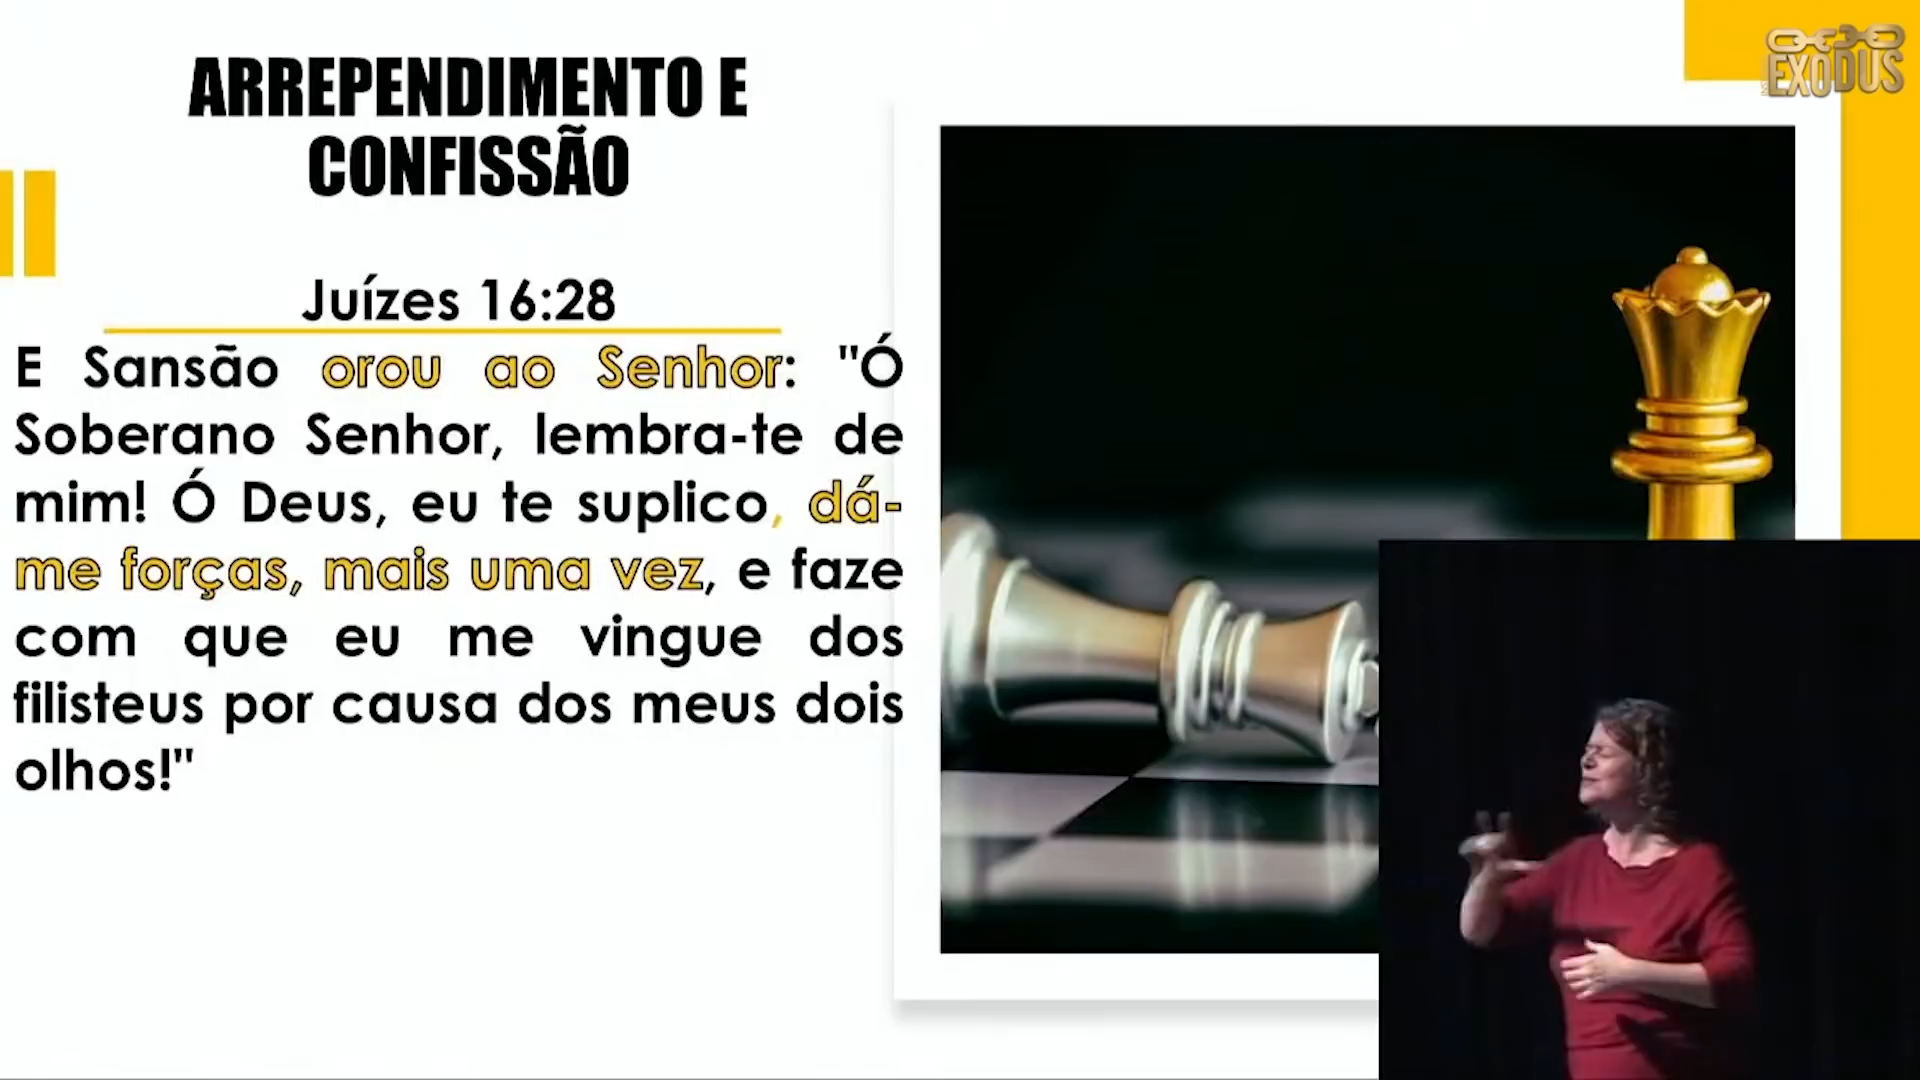 ARREPENDIMENTO E
CONFISSÃO
Juízes 16:28
E Sansão orou ao Senhor: "Ó
Soberano Senhor, lembra-te de
mim! Ó Deus, eu te suplico, dá-
me forças, mais uma vez, e faze
com que eu me vingue dos
filisteus por causa dos meus dois
olhos!"
EXODUS